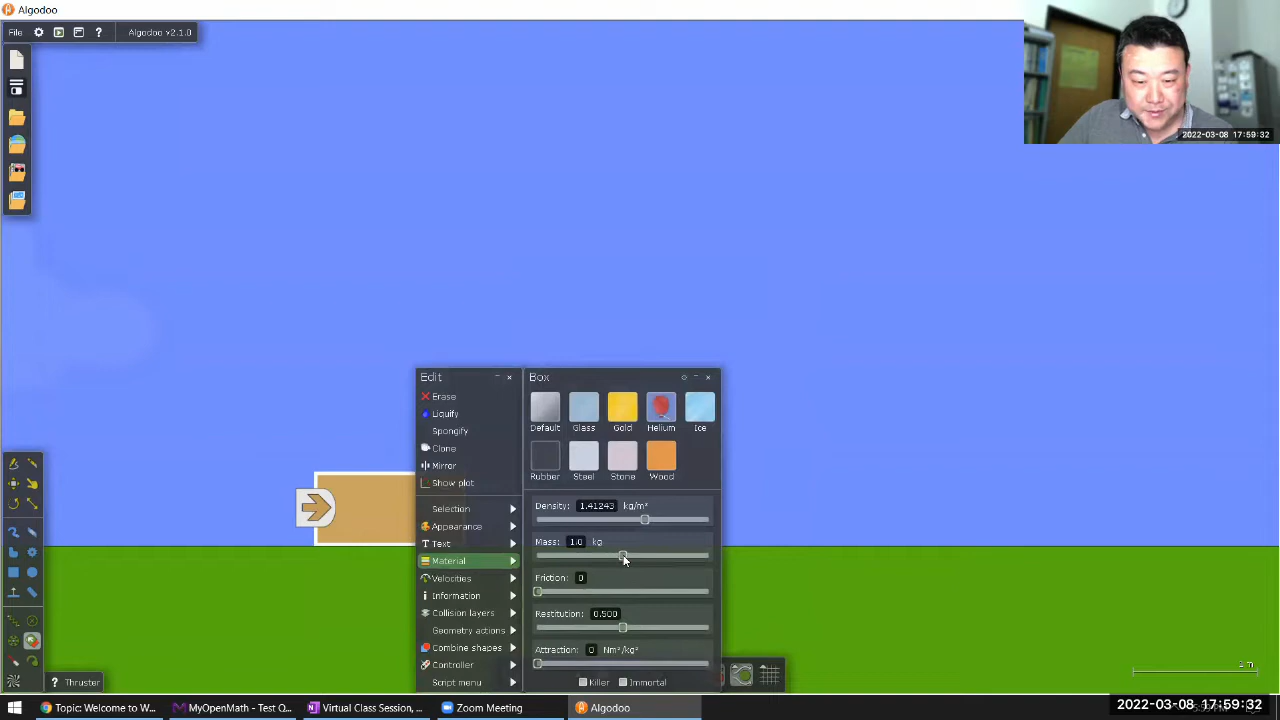 Algodoo
File
?
Algodoo v2.1.0
2022-03-08 17:59:32
Edit
Erase
Liquify
Spongify
Clone
Mirror
Show plot
Selection
Appearance
Text
Material
Velocities
Information
Collision layers
Geometry actions
Combine shapes
Controller
Script menu
Box
Default Glass Gold Helium Ice
Rubber Steel Stone Wood
Density: 1.41243 kg/m²
Mass: 1.0 kg
Friction: 0
Restitution: 0.500
Attraction: 0 Nm²/kg²
Killer Immortal
? Thruster
1 m
Topic: Welcome to W...
MyOpenMath - Test Q...
Virtual Class Session, ...
Zoom Meeting
Algodoo
2022-03-08 17:59:32